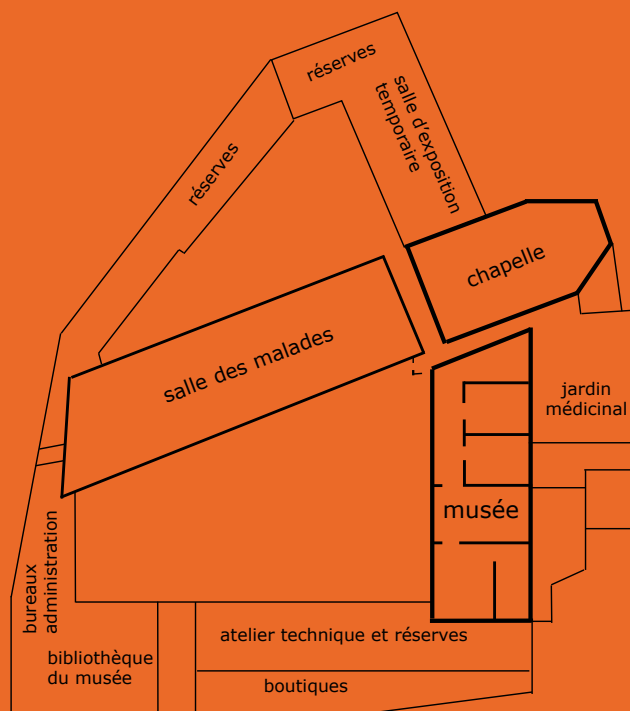 réserves
salle d'exposition
temporaire
réserves
chapelle
salle des malades
jardin
médicinal
musée
bureaux
administration
atelier technique et réserves
bibliothèque
du musée
boutiques